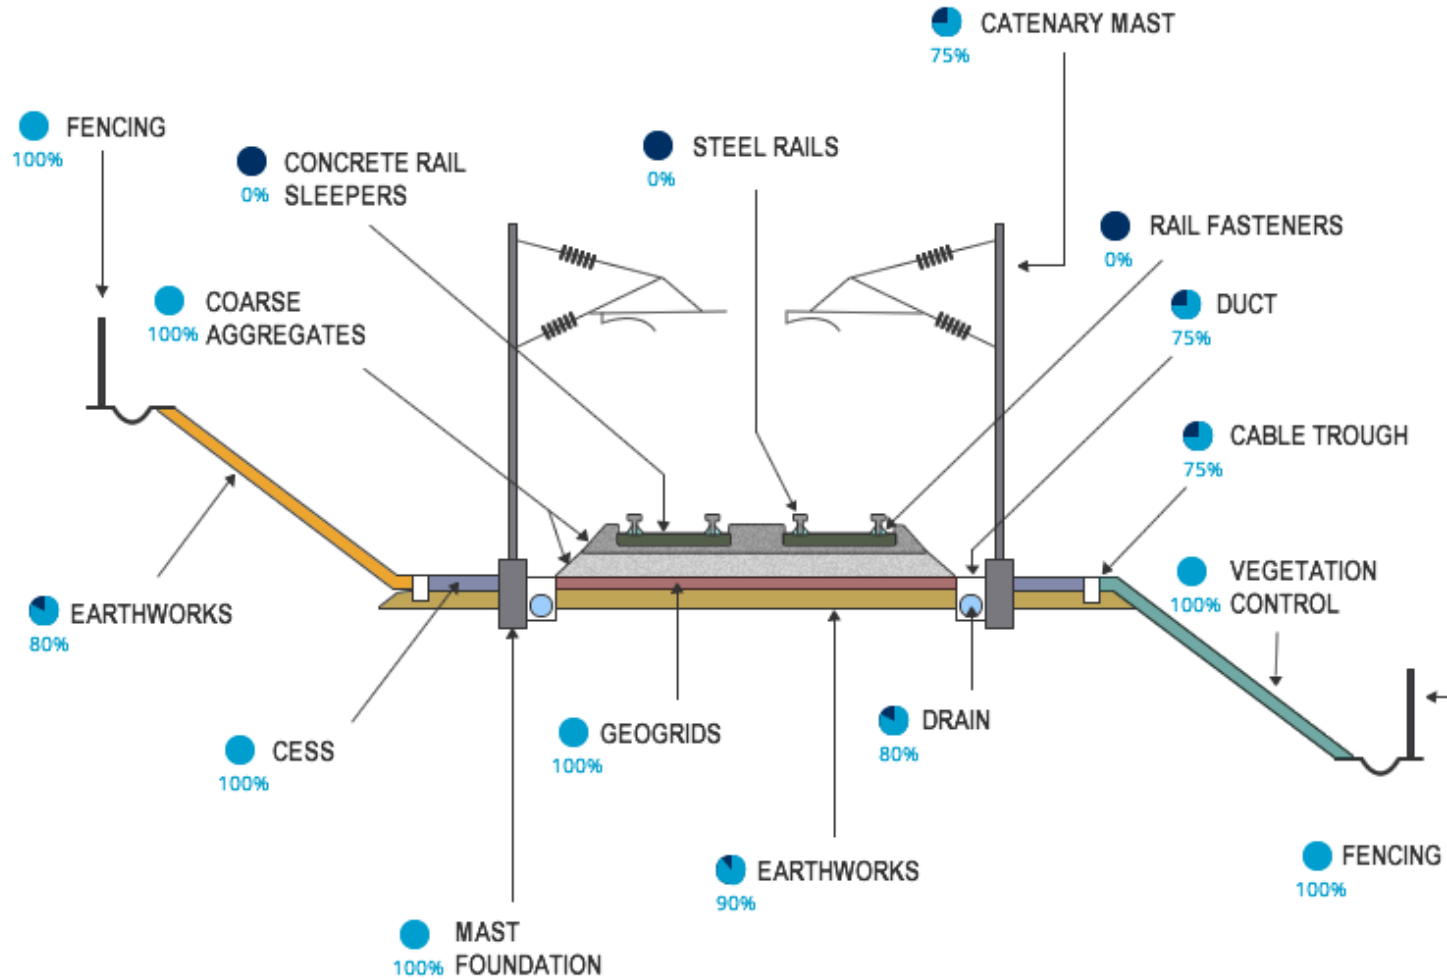 CATENARY MAST
75%
FENCING
100%
CONCRETE RAIL
0% SLEEPERS
STEEL RAILS
0%
RAIL FASTENERS
0%
COARSE
100% AGGREGATES
DUCT
75%
CABLE TROUGH
75%
VEGETATION
100% CONTROL
EARTHWORKS
80%
CESS
100%
GEOGRIDS
100%
DRAIN
80%
EARTHWORKS
90%
FENCING
100%
MAST
100% FOUNDATION